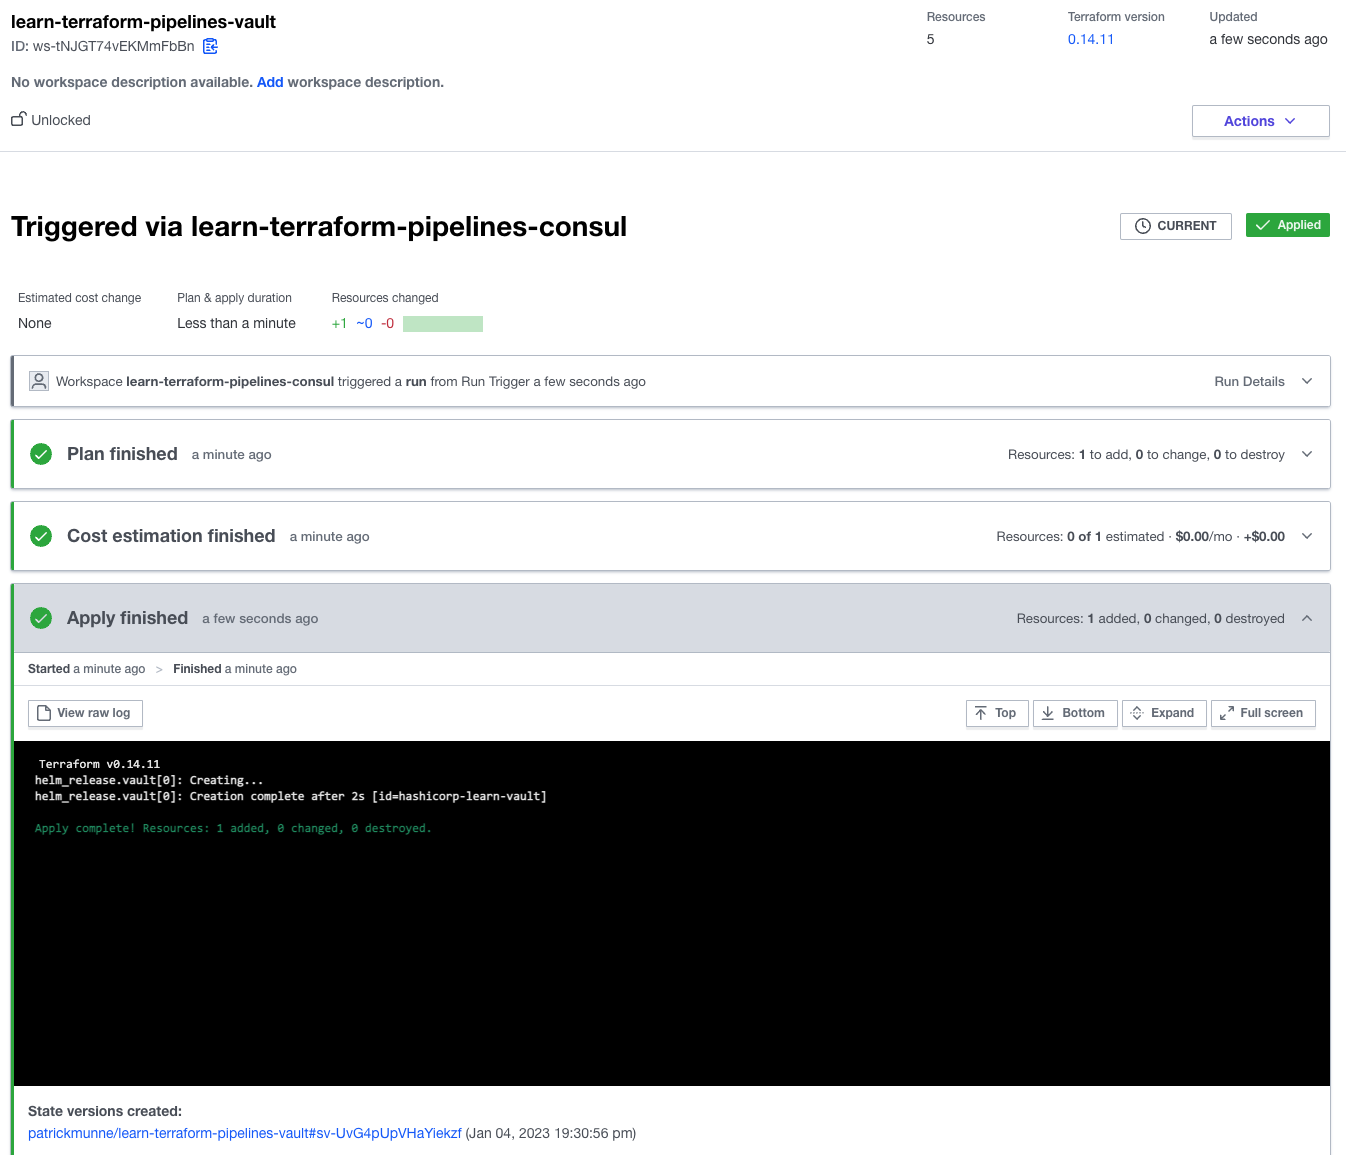 learn-terraform-pipelines-vault
ID: ws-tNJGT74vEKMmFbBn
Resources
5
Terraform version
0.14.11
Updated
a few seconds ago
No workspace description available. Add workspace description.
Unlocked
Actions
Triggered via learn-terraform-pipelines-consul
CURRENT
Applied
Estimated cost change
None
Plan & apply duration
Less than a minute
Resources changed
+1 ~0 -0
Workspace learn-terraform-pipelines-consul triggered a run from Run Trigger a few seconds ago
Run Details
Plan finished a minute ago
Resources: 1 to add, 0 to change, 0 to destroy
Cost estimation finished a minute ago
Resources: 0 of 1 estimated · $0.00/mo · +$0.00
Apply finished a few seconds ago
Resources: 1 added, 0 changed, 0 destroyed
Started a minute ago > Finished a minute ago
View raw log
Top
Bottom
Expand
Full screen
Terraform v0.14.11
helm_release.vault[0]: Creating...
helm_release.vault[0]: Creation complete after 2s [id=hashicorp-learn-vault]
Apply complete! Resources: 1 added, 0 changed, 0 destroyed.
State versions created:
patrickmunne/learn-terraform-pipelines-vault#sv-UvG4pUpVHaYiekzf (Jan 04, 2023 19:30:56 pm)